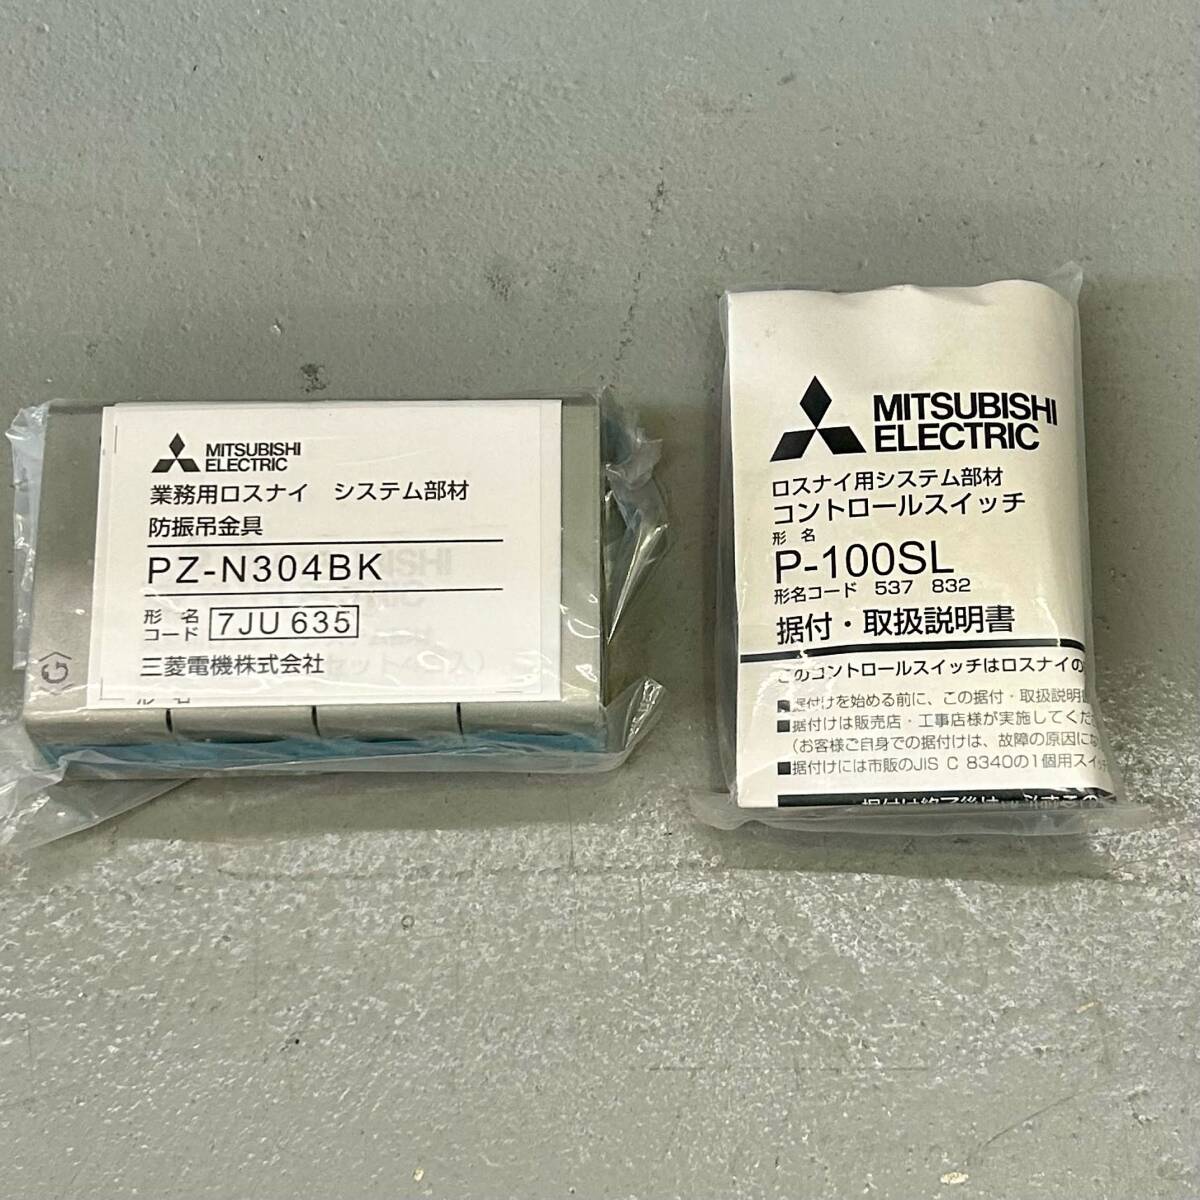 MITSUBISHI
ELECTRIC
業務用ロスナイ システム部材
防振吊金具
PZ-N304BK
形名
コード 7JU 635
三菱電機株式会社
MITSUBISHI
ELECTRIC
ロスナイ用システム部材
コントロールスイッチ
形名
P-100SL
形名コード 537 832
据付・取扱説明書
このコントロールスイッチはロスナイの
■据付けを始める前に、この据付・取扱説明
■据付けは販売店・工事店様が実施してくだ
(お客様ご自身での据付けは、故障の原因に
■据付けには市販のJIS C 8340の1個用スイ